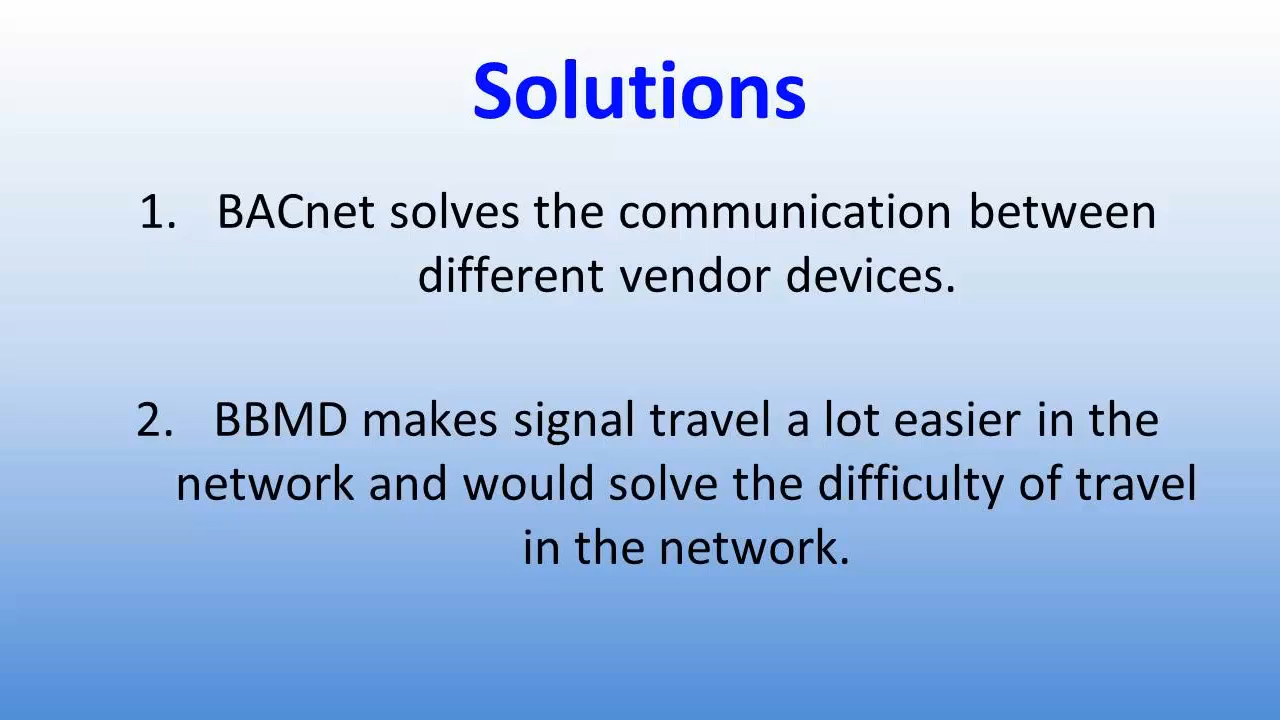 Solutions
1. BACnet solves the communication between
different vendor devices.
2. BBMD makes signal travel a lot easier in the
network and would solve the difficulty of travel
in the network.